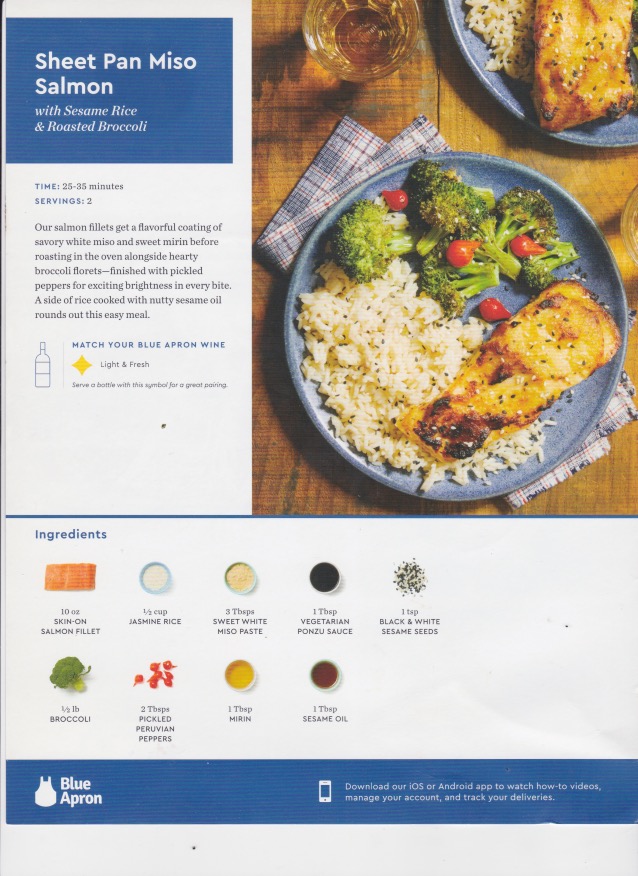 Sheet Pan Miso
Salmon
with Sesame Rice
& Roasted Broccoli
TIME: 25-35 minutes
SERVINGS: 2
Our salmon fillets get a flavorful coating of
savory white miso and sweet mirin before
roasting in the oven alongside hearty
broccoli florets—finished with pickled
peppers for exciting brightness in every bite.
A side of rice cooked with nutty sesame oil
rounds out this easy meal.
MATCH YOUR BLUE APRON WINE
Light & Fresh
Serve a bottle with this symbol for a great pairing.
Ingredients
10 oz
SKIN-ON
SALMON FILLET
½ cup
JASMINE RICE
3 Tbsps
SWEET WHITE
MISO PASTE
1 Tbsp
VEGETARIAN
PONZU SAUCE
1 tsp
BLACK & WHITE
SESAME SEEDS
½ lb
BROCCOLI
2 Tbsps
PICKLED
PERUVIAN
PEPPERS
1 Tbsp
MIRIN
1 Tbsp
SESAME OIL
Blue
Apron
Download our iOS or Android app to watch how-to videos,
manage your account, and track your deliveries.